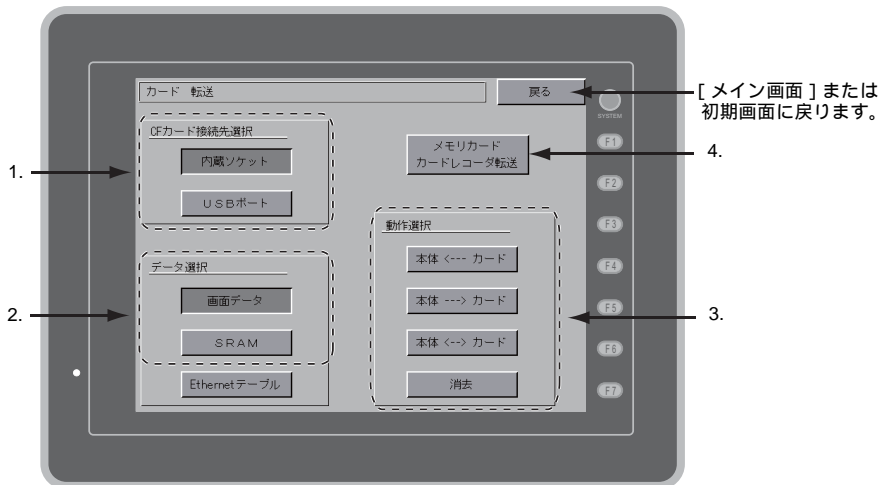 カード 転送
戻る
[ メイン画面 ] または
初期画面に戻ります。
SYSTEM
CFカード接続先選択
内蔵ソケット
USBポート
メモリカード
カードレコーダ転送
1.
4.
F1
F2
F3
F4
F5
F6
F7
データ選択
画面データ
SRAM
Ethernetテーブル
2.
動作選択
本体 <--- カード
本体 ---> カード
本体 <--> カード
消去
3.